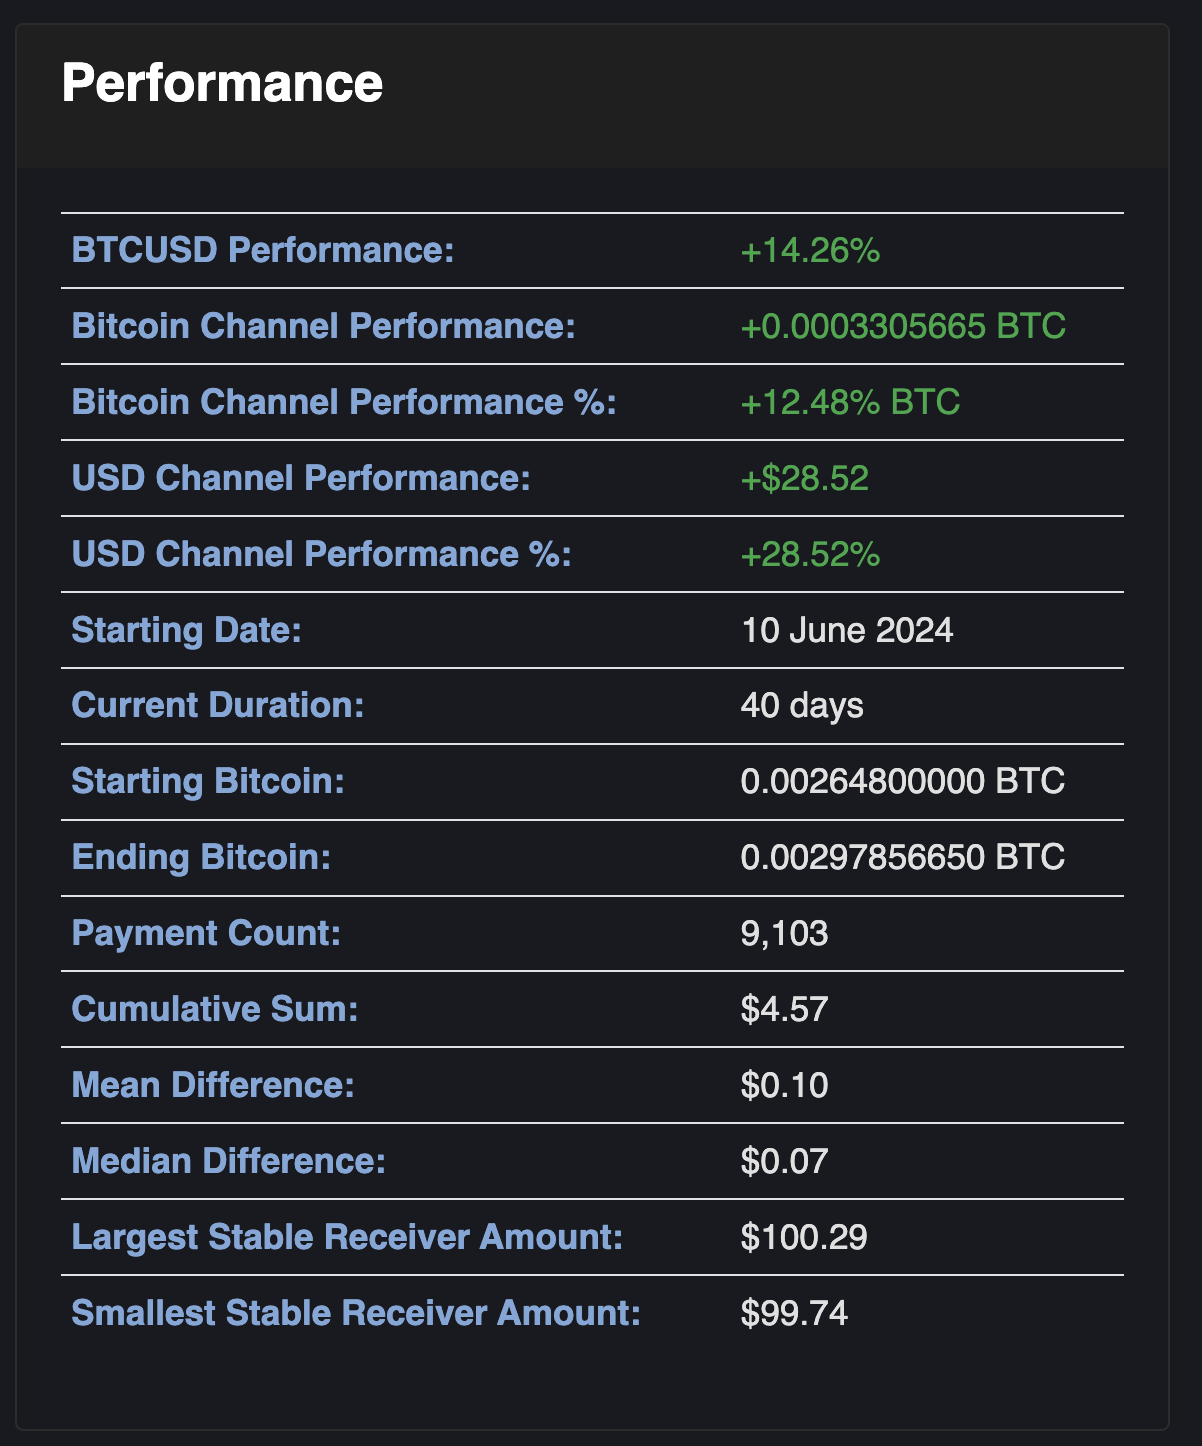 Performance
BTCUSD Performance: +14.26%
Bitcoin Channel Performance: +0.0003305665 BTC
Bitcoin Channel Performance %: +12.48% BTC
USD Channel Performance: +$28.52
USD Channel Performance %: +28.52%
Starting Date: 10 June 2024
Current Duration: 40 days
Starting Bitcoin: 0.00264800000 BTC
Ending Bitcoin: 0.00297856650 BTC
Payment Count: 9,103
Cumulative Sum: $4.57
Mean Difference: $0.10
Median Difference: $0.07
Largest Stable Receiver Amount: $100.29
Smallest Stable Receiver Amount: $99.74